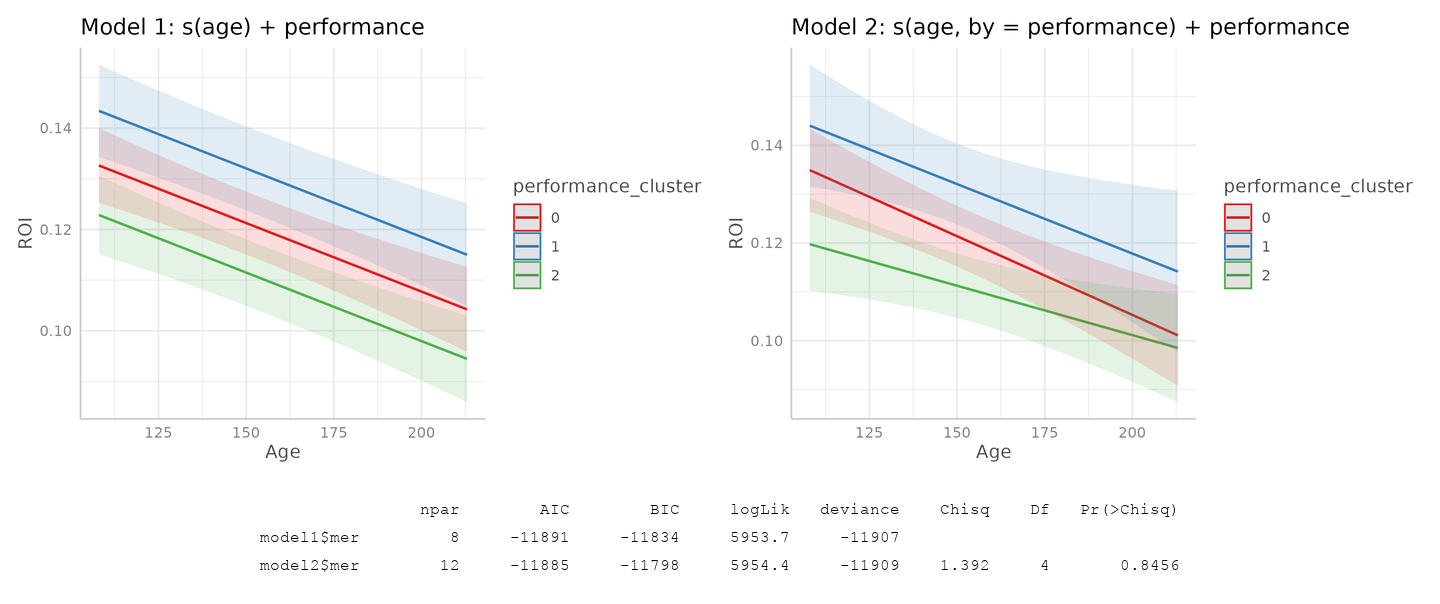 Model 1: s(age) + performance
ROI
0.14
0.12
0.10
125 150 175 200
Age
performance_cluster
0
1
2
Model 2: s(age, by = performance) + performance
ROI
0.14
0.12
0.10
125 150 175 200
Age
performance_cluster
0
1
2
npar AIC BIC logLik deviance Chisq Df Pr(>Chisq)
model1$mer 8 -11891 -11834 5953.7 -11907
model2$mer 12 -11885 -11798 5954.4 -11909 1.392 4 0.8456